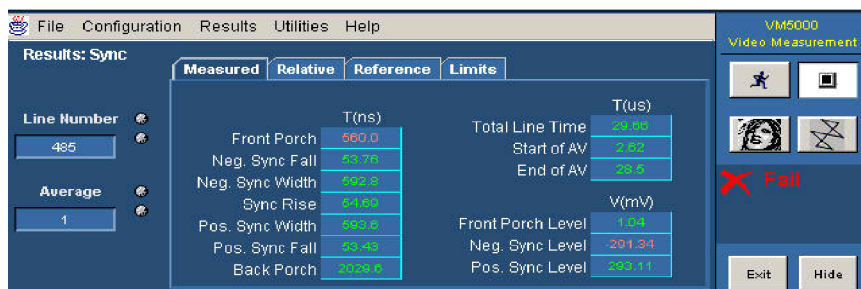 File Configuration Results Utilities Help
VM5000
Video Measurement
Results: Sync
Measured Relative Reference Limits
Line Number
485
Average
1
T(ns)
Front Porch 560.0
Neg. Sync Fall 53.76
Neg. Sync Width 592.8
Sync Rise 54.69
Pos. Sync Width 593.6
Pos. Sync Fall 53.43
Back Porch 2029.6
T(us)
Total Line Time 29.66
Start of AV 2.62
End of AV 28.5
V(mV)
Front Porch Level 1.04
Neg. Sync Level -291.34
Pos. Sync Level 293.11
Fail
Exit Hide